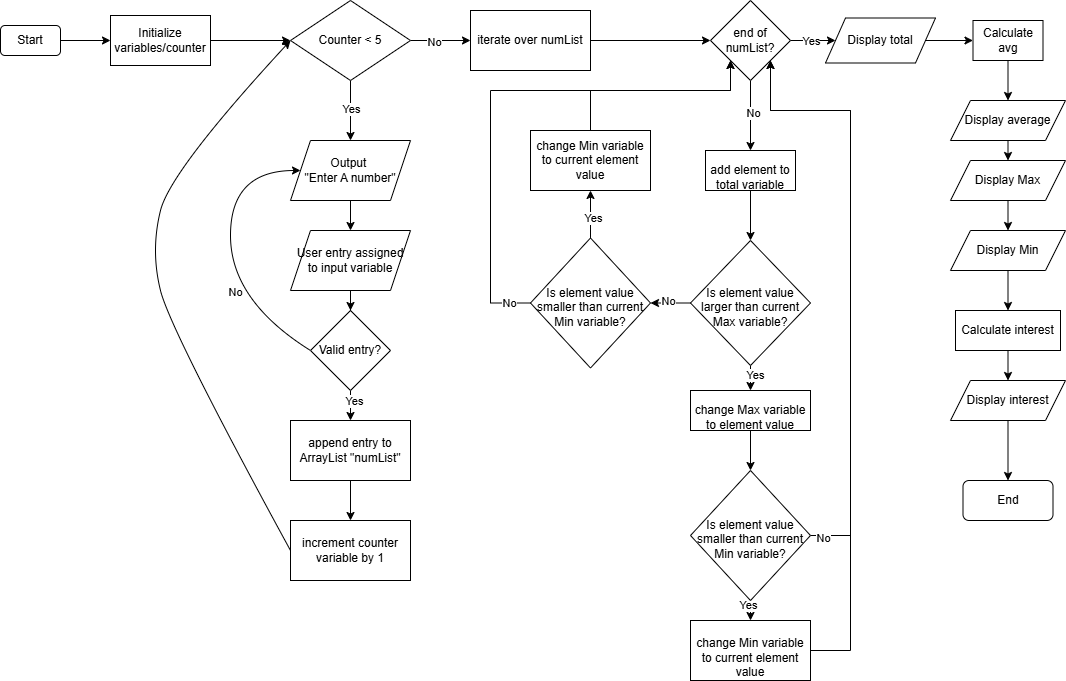 Start
Initialize
variables/counter
Counter < 5
No
iterate over numList
end of
numList?
Yes
Display total
Calculate
avg
Yes
Output
"Enter A number"
User entry assigned
to input variable
No
Valid entry?
Yes
append entry to
ArrayList "numList"
increment counter
variable by 1
No
add element to
total variable
Is element value
larger than current
Max variable?
No
Is element value
smaller than current
Min variable?
No
Yes
change Min variable
to current element
value
Yes
change Max variable
to element value
Is element value
smaller than current
Min variable?
No
Yes
change Min variable
to current element
value
Display average
Display Max
Display Min
Calculate interest
Display interest
End